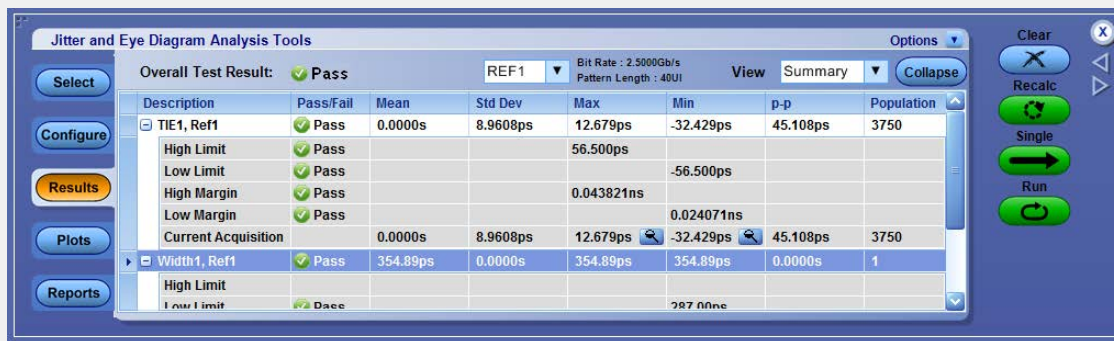 Jitter and Eye Diagram Analysis Tools Options Clear X
Select Overall Test Result: Pass REF1 Bit Rate : 2.5000Gb/s View Summary Collapse
Pattern Length : 40UI
Recalc
Description Pass/Fail Mean Std Dev Max Min p-p Population
Configure TIE1, Ref1 Pass 0.0000s 8.9608ps 12.679ps -32.429ps 45.108ps 3750
Single
High Limit Pass 56.500ps
Low Limit Pass -56.500ps
Results High Margin Pass 0.043821ns Run
Low Margin Pass 0.024071ns
Plots Current Acquisition 0.0000s 8.9608ps 12.679ps -32.429ps 45.108ps 3750
Width1, Ref1 Pass 354.89ps 0.0000s 354.89ps 354.89ps 0.0000s 1
Reports High Limit
Low Limit Pass 287.00ps